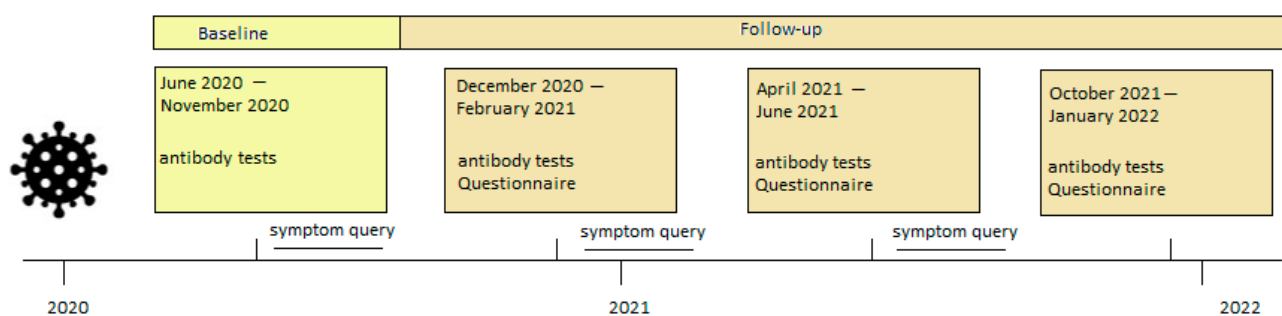 Baseline
Follow-up
June 2020 —
November 2020
antibody tests
December 2020 —
February 2021
antibody tests
Questionnaire
April 2021 —
June 2021
antibody tests
Questionnaire
October 2021—
January 2022
antibody tests
Questionnaire
symptom query
symptom query
symptom query
2020
2021
2022